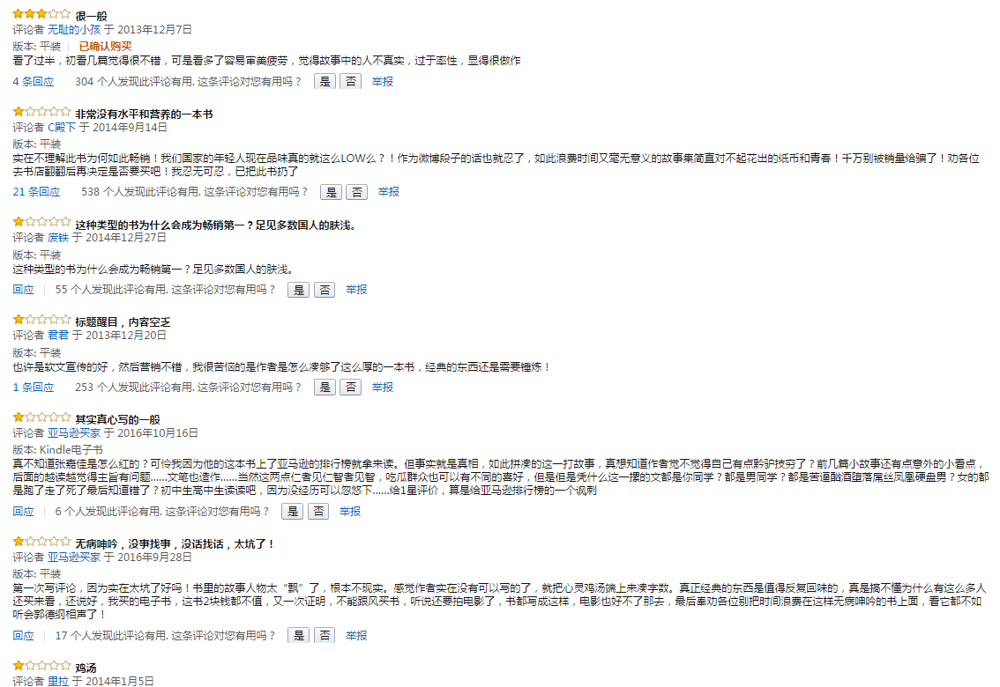 很一般
评论者 无耻的小孩 于 2013年12月7日
版本: 平装 | 已确认购买
看了过半，初看几篇觉得很不错，可是看多了容易审美疲劳，觉得故事中的人不真实，过于率性，显得很做作
4 条回应 304 个人发现此评论有用. 这条评论对您有用吗？ 是 否 举报
非常没有水平和营养的一本书
评论者 C殿下 于 2014年9月14日
版本: 平装
实在不理解此书为何如此畅销！我们国家的年轻人现在品味真的就这么LOW么？！作为微博段子的话也就忍了，如此浪费时间又毫无意义的故事集简直对不起花出的纸币和青春！千万别被销量给骗了！劝各位
去书店翻翻后再决定是否要买吧！我忍无可忍，已把此书扔了
21 条回应 538 个人发现此评论有用. 这条评论对您有用吗？ 是 否 举报
这种类型的书为什么会成为畅销第一？足见多数国人的肤浅。
评论者 废铁 于 2014年12月27日
版本: 平装
这种类型的书为什么会成为畅销第一？足见多数国人的肤浅。
回应 | 55 个人发现此评论有用. 这条评论对您有用吗？ 是 否 举报
标题醒目，内容空乏
评论者 君君 于 2013年12月20日
版本: 平装
也许是软文宣传的好，然后营销不错，我很苦恼的是作者是怎么凑够了这么厚的一本书，经典的东西还是需要锤炼！
1 条回应 253 个人发现此评论有用. 这条评论对您有用吗？ 是 否 举报
其实真心写的一般
评论者 亚马逊买家 于 2016年10月16日
版本: Kindle电子书
真不知道张嘉佳是怎么红的？可怜我因为他的这本书上了亚马逊的排行榜就拿来读。但事实就是真相，如此拼凑的这一打故事，真想知道作者觉不觉得自己有点黔驴技穷了？前几篇小故事还有点意外的小看点，
后面的越读越觉得主旨有问题……文笔也造作……当然这两点仁者见仁智者见智，吃瓜群众也可以有不同的喜好，但是但是凭什么这一摞的文都是你同学？都是男同学？都是苦逼酗酒堕落屌丝凤凰硬盘男？女的都
是跑了走了死了最后知道错了？初中生高中生读读吧，因为没经历可以忽悠下……给1星评价，算是给亚马逊排行榜的一个讽刺
回应 | 6 个人发现此评论有用. 这条评论对您有用吗？ 是 否 举报
无病呻吟，没事找事，没话找话，太坑了！
评论者 亚马逊买家 于 2016年9月28日
版本: 平装
第一次写评论，因为实在太坑了好吗！书里的故事人物太“飘”了，根本不现实。感觉作者实在没有可以写的了，就把心灵鸡汤端上来凑字数。真正经典的东西是值得反复回味的，真是搞不懂为什么有这么多人
还买来看，还说好，我买的电子书，这书2块钱都不值，又一次证明，不能跟风买书，听说还要拍电影了，书都写成这样，电影也好不了那去，最后奉劝各位别把时间浪费在这样无病呻吟的书上面，看它都不如
听会郭德纲相声了！
回应 | 17 个人发现此评论有用. 这条评论对您有用吗？ 是 否 举报
鸡汤
评论者 里拉 于 2014年1月5日